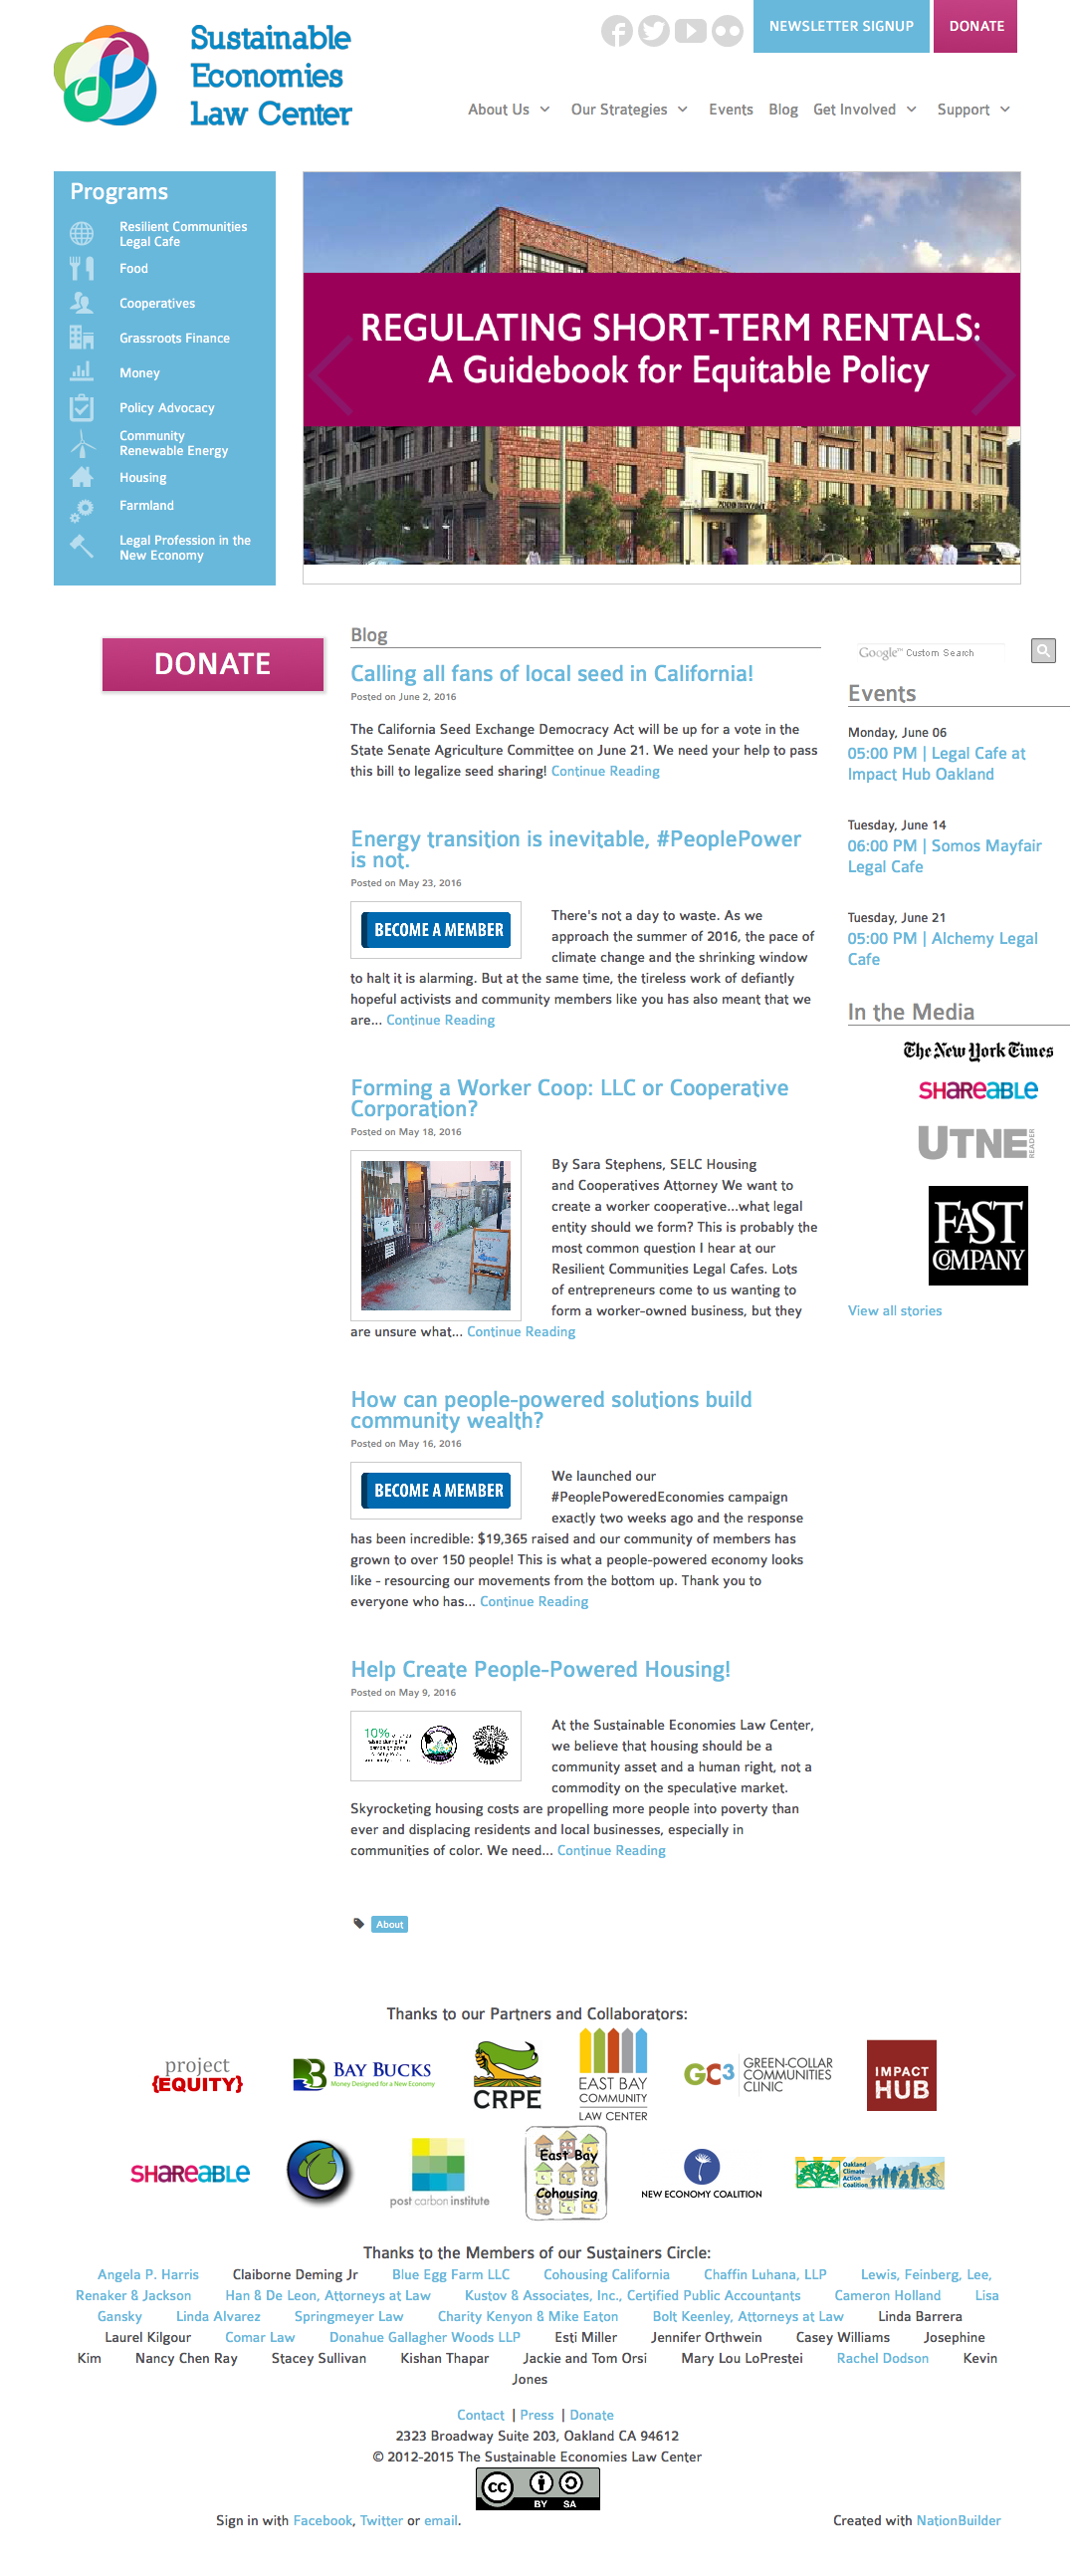 Sustainable
Economies
Law Center
NEWSLETTER SIGNUP
DONATE
About Us
Our Strategies
Events
Blog
Get Involved
Support
Programs
Resilient Communities
Legal Cafe
Food
Cooperatives
Grassroots Finance
Money
Policy Advocacy
Community
Renewable Energy
Housing
Farmland
Legal Profession in the
New Economy
REGULATING SHORT-TERM RENTALS:
A Guidebook for Equitable Policy
DONATE
Blog
Calling all fans of local seed in California!
Posted on June 2, 2016
The California Seed Exchange Democracy Act will be up for a vote in the
State Senate Agriculture Committee on June 21. We need your help to pass
this bill to legalize seed sharing! Continue Reading
Energy transition is inevitable, #PeoplePower
is not.
Posted on May 23, 2016
BECOME A MEMBER
There's not a day to waste. As we
approach the summer of 2016, the pace of
climate change and the shrinking window
to halt it is alarming. But at the same time, the tireless work of defiantly
hopeful activists and community members like you has also meant that we
are... Continue Reading
Forming a Worker Coop: LLC or Cooperative
Corporation?
Posted on May 18, 2016
By Sara Stephens, SELC Housing
and Cooperatives Attorney We want to
create a worker cooperative...what legal
entity should we form? This is probably the
most common question I hear at our
Resilient Communities Legal Cafes. Lots
of entrepreneurs come to us wanting to
form a worker-owned business, but they
are unsure what... Continue Reading
How can people-powered solutions build
community wealth?
Posted on May 16, 2016
BECOME A MEMBER
We launched our
#PeoplePoweredEconomies campaign
exactly two weeks ago and the response
has been incredible: $19,365 raised and our community of members has
grown to over 150 people! This is what a people-powered economy looks
like - resourcing our movements from the bottom up. Thank you to
everyone who has... Continue Reading
Help Create People-Powered Housing!
Posted on May 9, 2016
10%
At the Sustainable Economies Law Center,
we believe that housing should be a
community asset and a human right, not a
commodity on the speculative market.
Skyrocketing housing costs are propelling more people into poverty than
ever and displacing residents and local businesses, especially in
communities of color. We need... Continue Reading
About
Google™ Custom Search
Events
Monday, June 06
05:00 PM | Legal Cafe at
Impact Hub Oakland
Tuesday, June 14
06:00 PM | Somos Mayfair
Legal Cafe
Tuesday, June 21
05:00 PM | Alchemy Legal
Cafe
In the Media
The New York Times
SHAREABLE
UTNE
READER
FAST
COMPANY
View all stories
Thanks to our Partners and Collaborators:
project
{EQUITY}
BAY BUCKS
Money Designed for a New Economy
CRPE
EAST BAY
COMMUNITY
LAW CENTER
GC3
GREEN-COLLAR
COMMUNITIES
CLINIC
IMPACT
HUB
SHAREABLE
post carbon institute
East Bay
Cohousing
NEW ECONOMY COALITION
Oakland
Climate
Action
Coalition
Thanks to the Members of our Sustainers Circle:
Angela P. Harris Claiborne Deming Jr Blue Egg Farm LLC Cohousing California Chaffin Luhana, LLP Lewis, Feinberg, Lee,
Renaker & Jackson Han & De Leon, Attorneys at Law Kustov & Associates, Inc., Certified Public Accountants Cameron Holland Lisa
Gansky Linda Alvarez Springmeyer Law Charity Kenyon & Mike Eaton Bolt Keenley, Attorneys at Law Linda Barrera
Laurel Kilgour Comar Law Donahue Gallagher Woods LLP Esti Miller Jennifer Orthwein Casey Williams Josephine
Kim Nancy Chen Ray Stacey Sullivan Kishan Thapar Jackie and Tom Orsi Mary Lou LoPrestei Rachel Dodson Kevin
Jones
Contact | Press | Donate
2323 Broadway Suite 203, Oakland CA 94612
© 2012-2015 The Sustainable Economies Law Center
cc BY SA
Sign in with Facebook, Twitter or email.
Created with NationBuilder